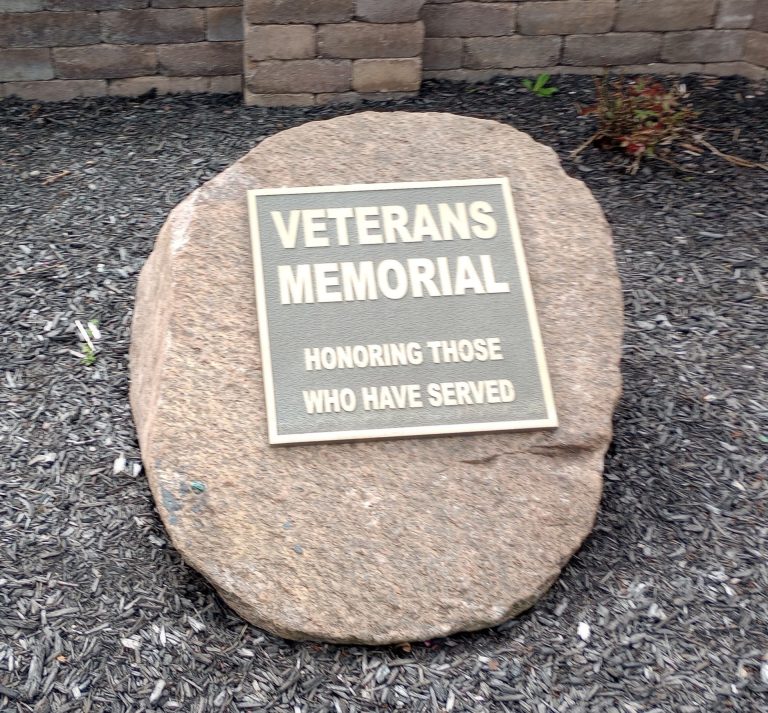 VETERANS
MEMORIAL
HONORING THOSE
WHO HAVE SERVED